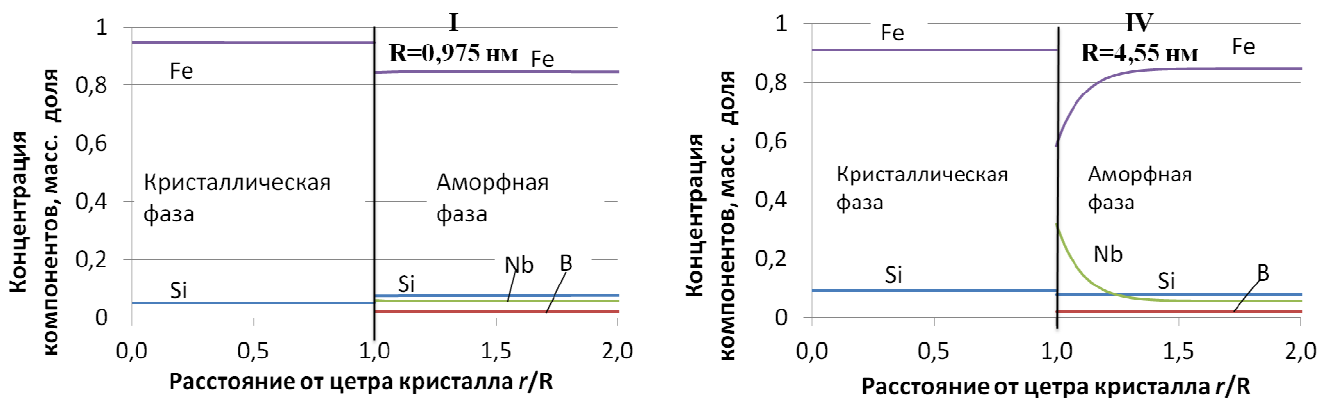 I
R=0,975 нм
Концентрация
компонентов, масс. доля
1
0,8
0,6
0,4
0,2
0
Fe
Fe
Кристаллическая
фаза
Аморфная
фаза
Si
Si
Nb
B
0,0
0,5
1,0
1,5
2,0
Расстояние от цетра кристалла r/R
IV
R=4,55 нм
Концентрация
компонентов, масс. доля
1
0,8
0,6
0,4
0,2
0
Fe
Fe
Кристаллическая
фаза
Аморфная
фаза
Si
Nb
Si
B
0,0
0,5
1,0
1,5
2,0
Расстояние от цетра кристалла r/R